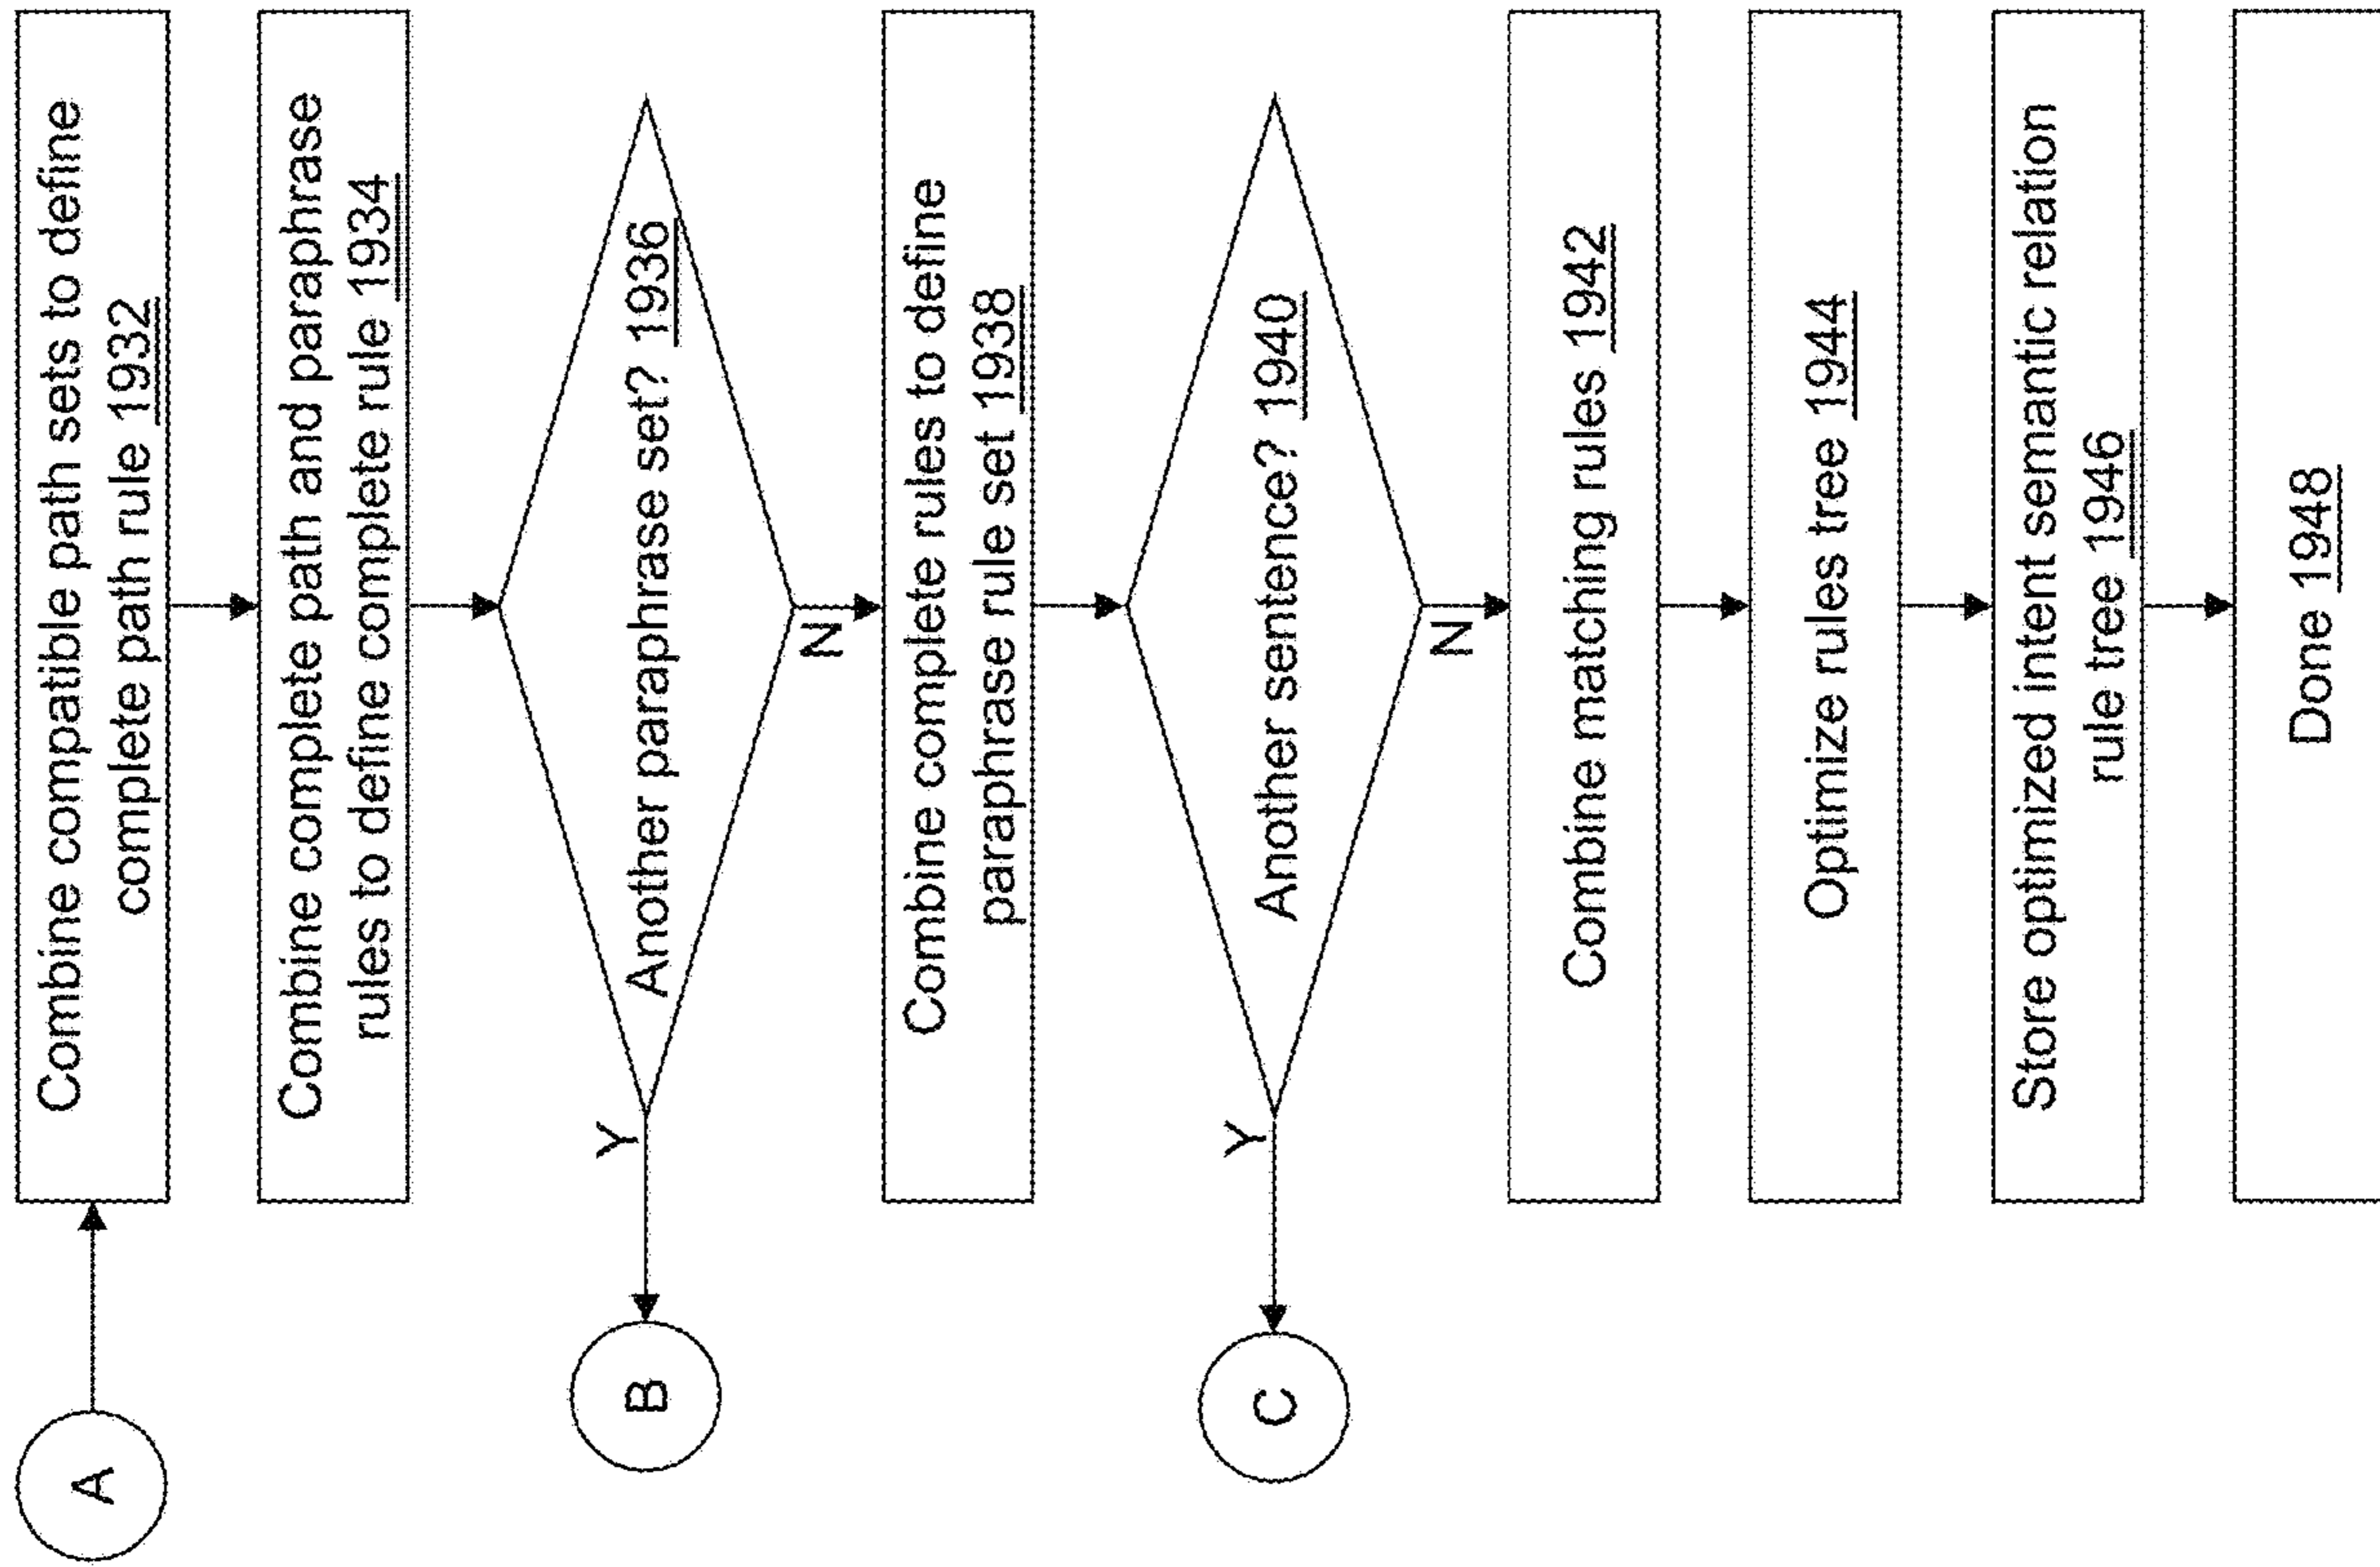 A
Combine compatible path sets to define
complete path rule 1932
Combine complete path and paraphrase
rules to define complete rule 1934
Another paraphrase set? 1936
Y
B
N
Combine complete rules to define
paraphrase rule set 1938
Another sentence? 1940
Y
C
N
Combine matching rules 1942
Optimize rules tree 1944
Store optimized intent semantic relation
rule tree 1946
Done 1948